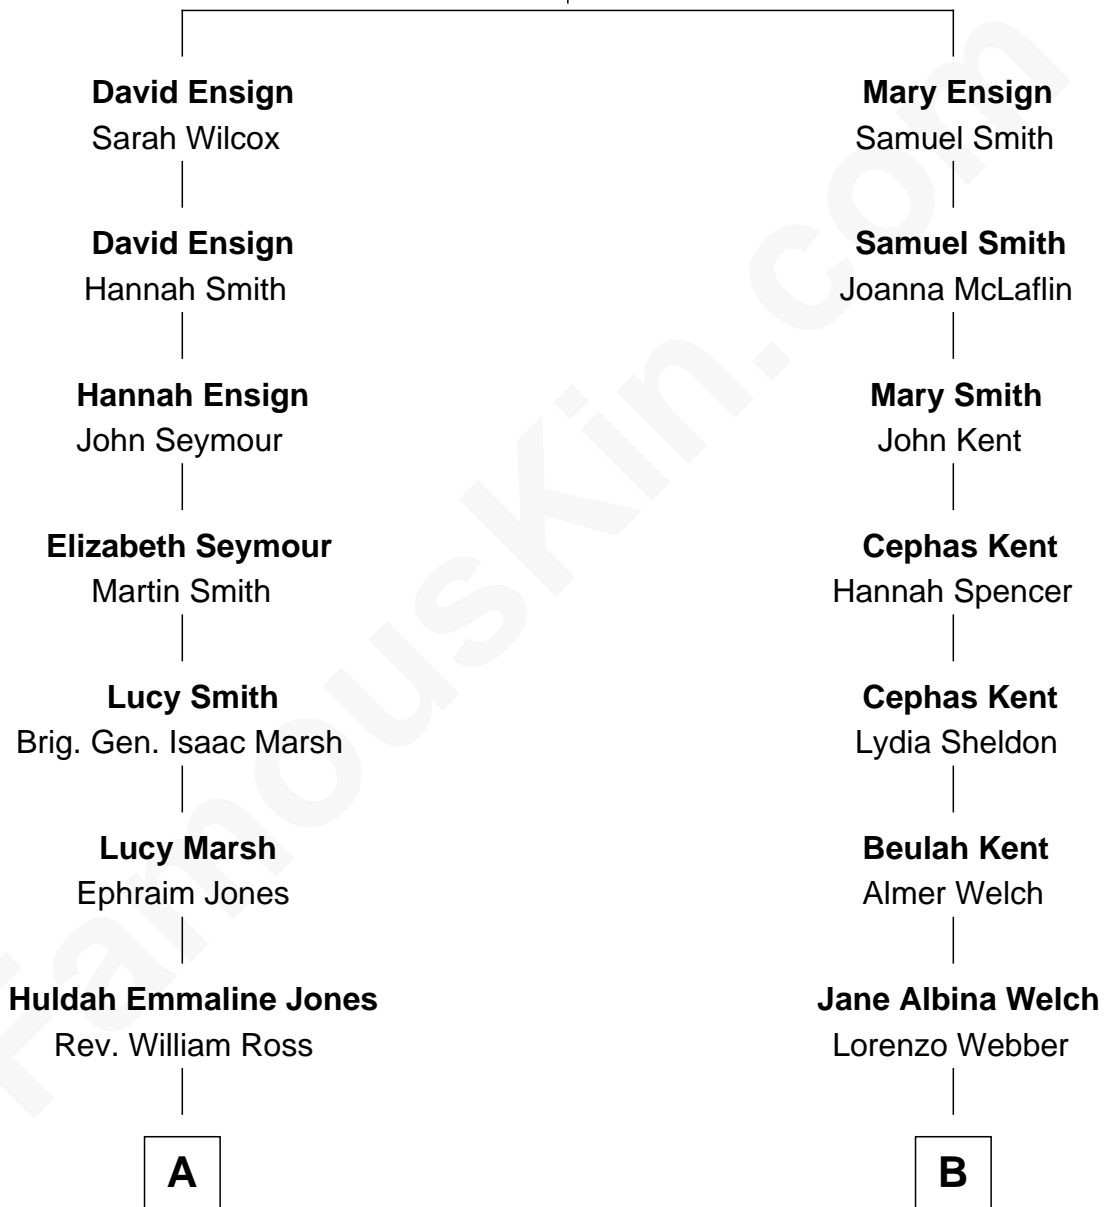 David Ensign
Sarah Wilcox
David Ensign
Hannah Smith
Hannah Ensign
John Seymour
Elizabeth Seymour
Martin Smith
Lucy Smith
Brig. Gen. Isaac Marsh
Lucy Marsh
Ephraim Jones
Huldah Emmaline Jones
Rev. William Ross
A
Mary Ensign
Samuel Smith
Samuel Smith
Joanna McLaflin
Mary Smith
John Kent
Cephas Kent
Hannah Spencer
Cephas Kent
Lydia Sheldon
Beulah Kent
Almer Welch
Jane Albina Welch
Lorenzo Webber
B
FamousKin.com